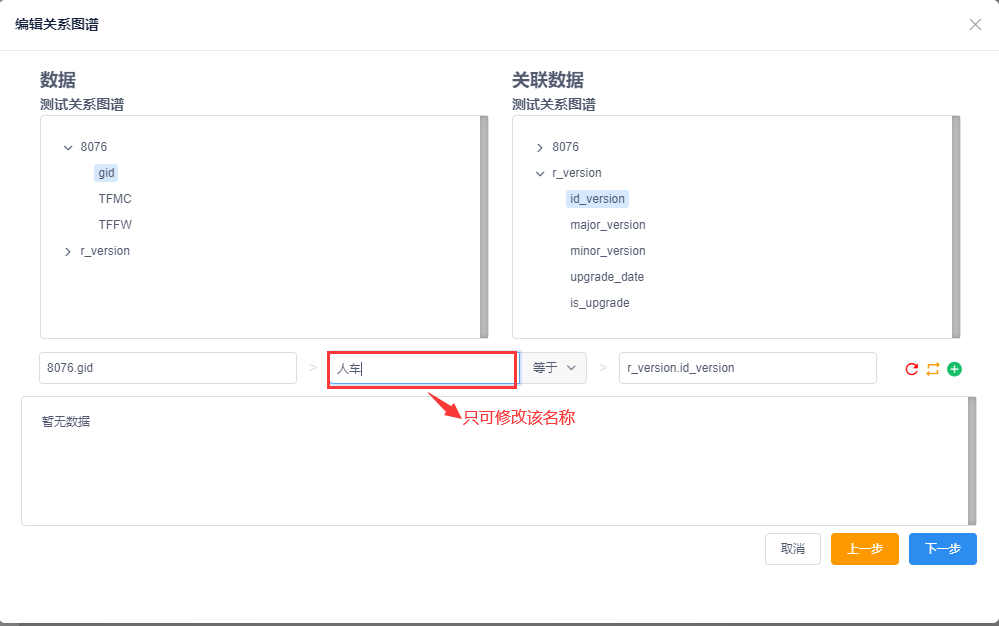 编辑关系图谱
数据
测试关系图谱
8076
gid
TFMC
TFFW
r_version
关联数据
测试关系图谱
8076
r_version
id_version
major_version
minor_version
upgrade_date
is_upgrade
8076.gid > 人车 等于 > r_version.id_version
只可修改该名称
暂无数据
取消 上一步 下一步